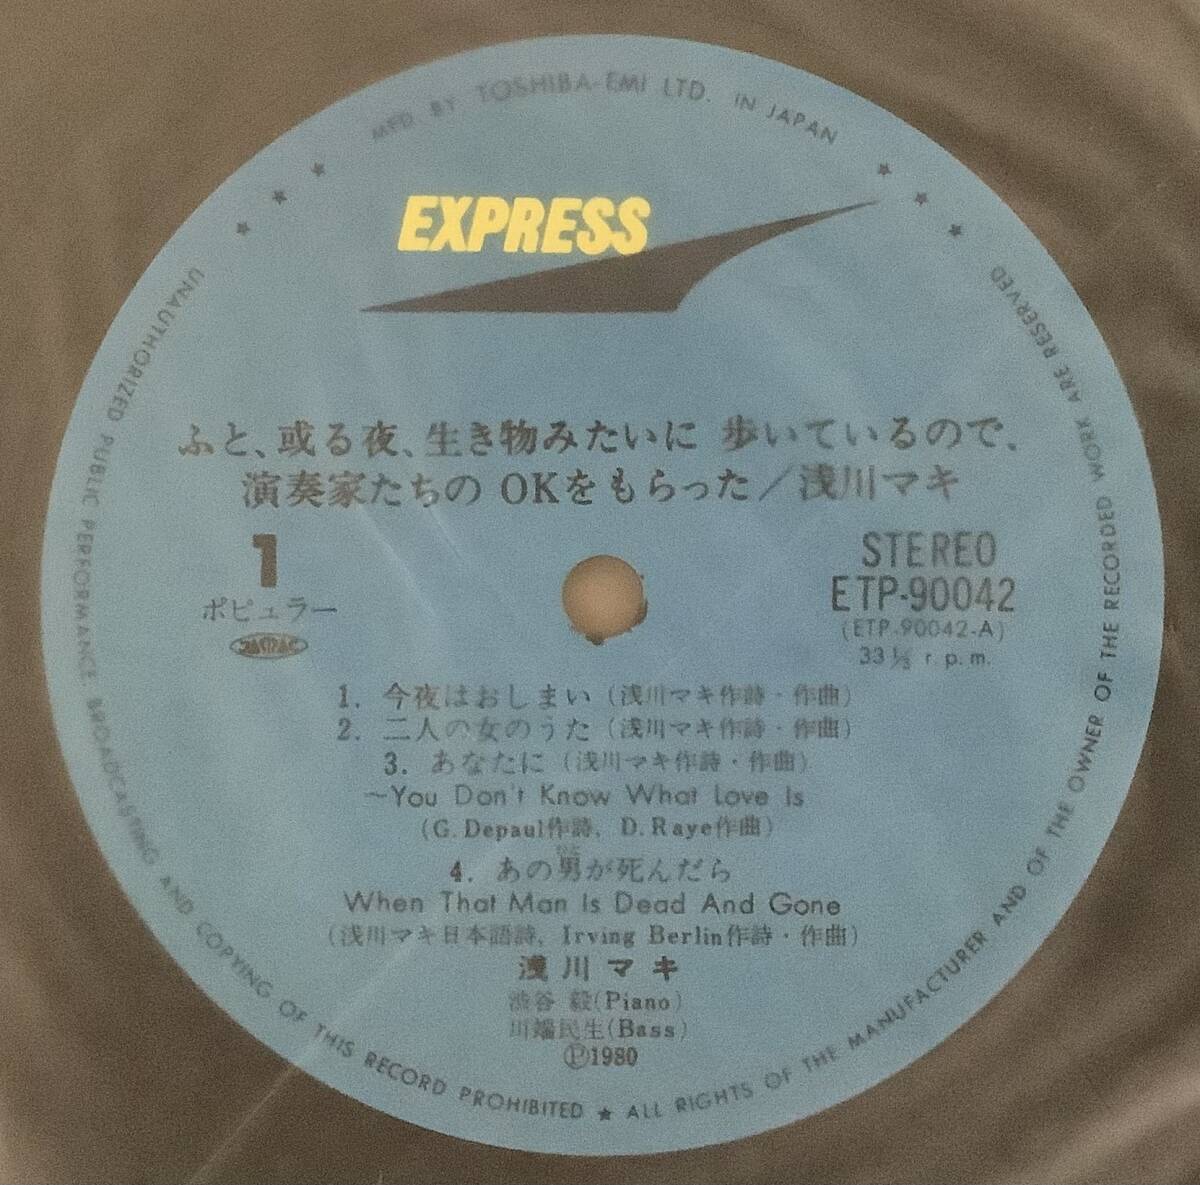 MFD. BY TOSHIBA-EMI LTD. IN JAPAN
EXPRESS
ふと、或る夜、生き物みたいに 歩いているので、
演奏家たちの OKをもらった／浅川マキ
1
ポピュラー
JASRAC
STEREO
ETP-90042
(ETP-90042-A)
33 1/3 r.p.m.
1. 今夜はおしまい (浅川マキ作詩・作曲)
2. 二人の女のうた (浅川マキ作詩・作曲)
3. あなたに (浅川マキ作詩・作曲)
〜You Don't Know What Love Is
(G. Depaul作詩, D. Raye作曲)
4. あの男が死んだら
When That Man Is Dead And Gone
(浅川マキ日本語詩, Irving Berlin作詩・作曲)
浅川マキ
渋谷 毅(Piano)
川端民生(Bass)
Ⓟ1980
UNAUTHORIZED PUBLIC PERFORMANCE BROADCASTING AND COPYING OF THIS RECORD PROHIBITED ★ ALL RIGHTS OF THE MANUFACTURER AND OF THE OWNER OF THE RECORDED WORK ARE RESERVED